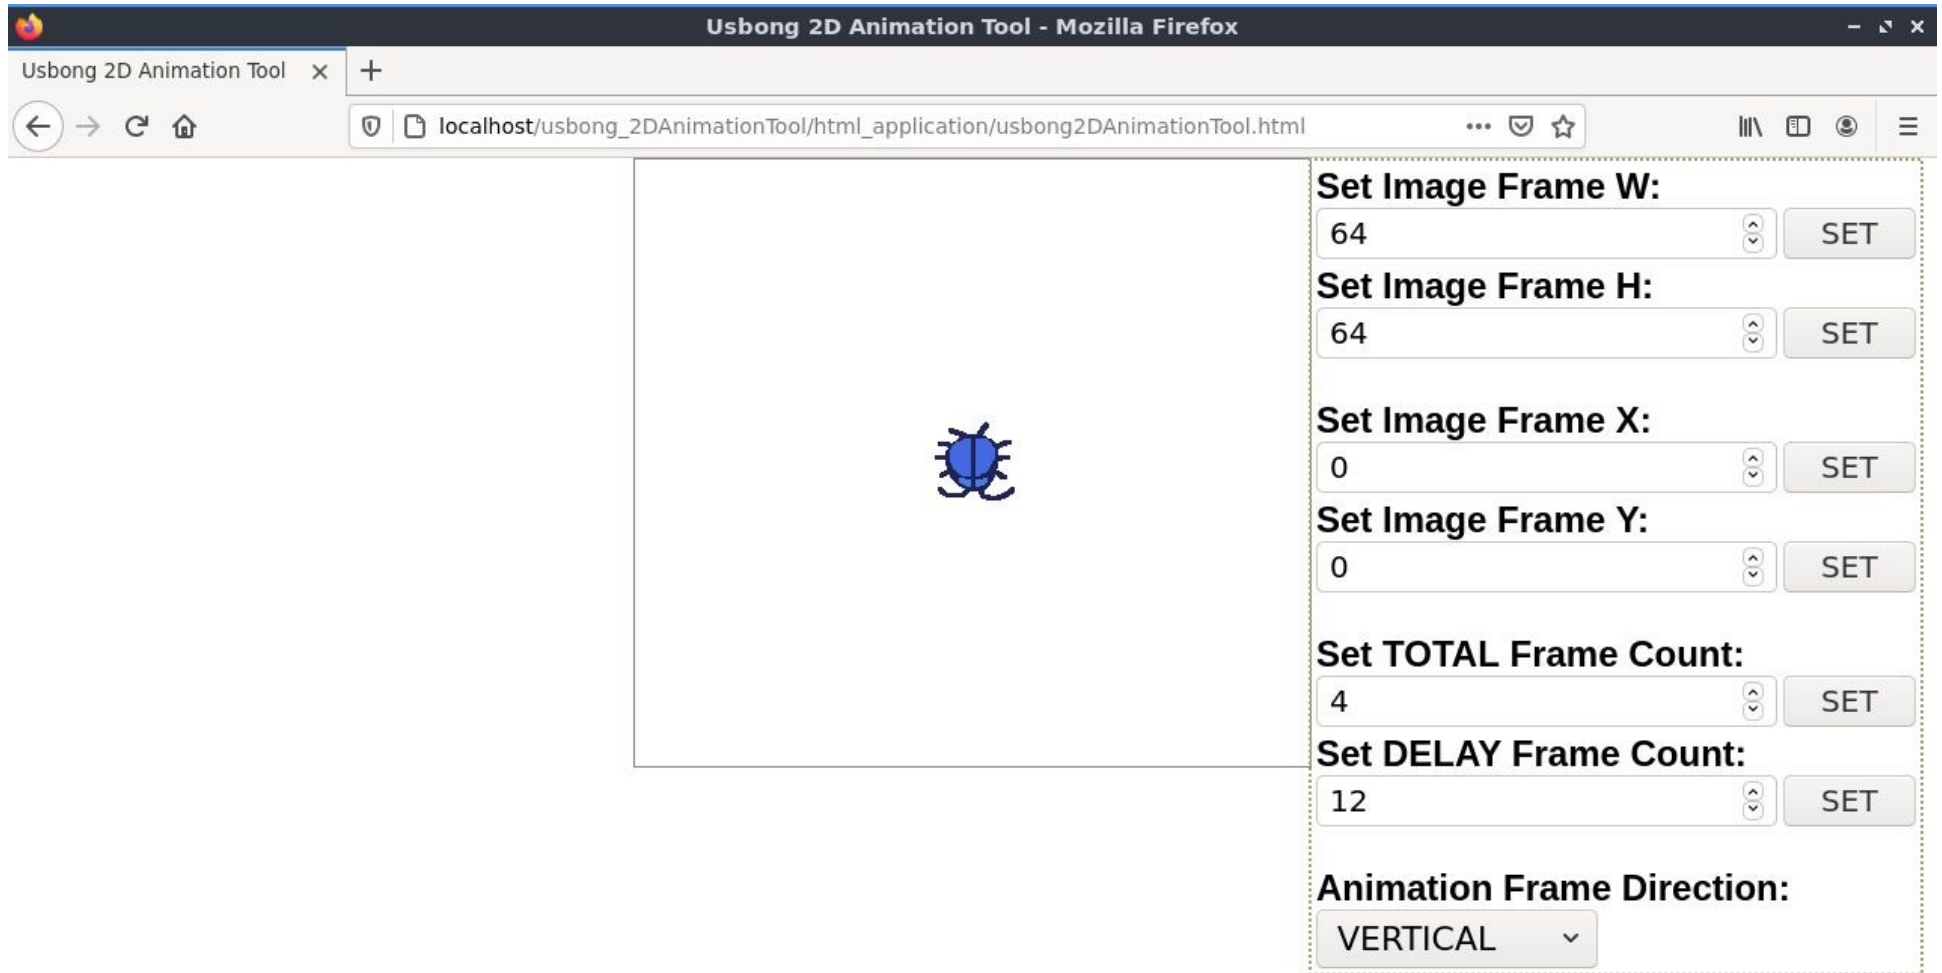 Usbong 2D Animation Tool - Mozilla Firefox
Usbong 2D Animation Tool
localhost/usbong_2DAnimationTool/html_application/usbong2DAnimationTool.html
Set Image Frame W:
64 SET
Set Image Frame H:
64 SET
Set Image Frame X:
0 SET
Set Image Frame Y:
0 SET
Set TOTAL Frame Count:
4 SET
Set DELAY Frame Count:
12 SET
Animation Frame Direction:
VERTICAL